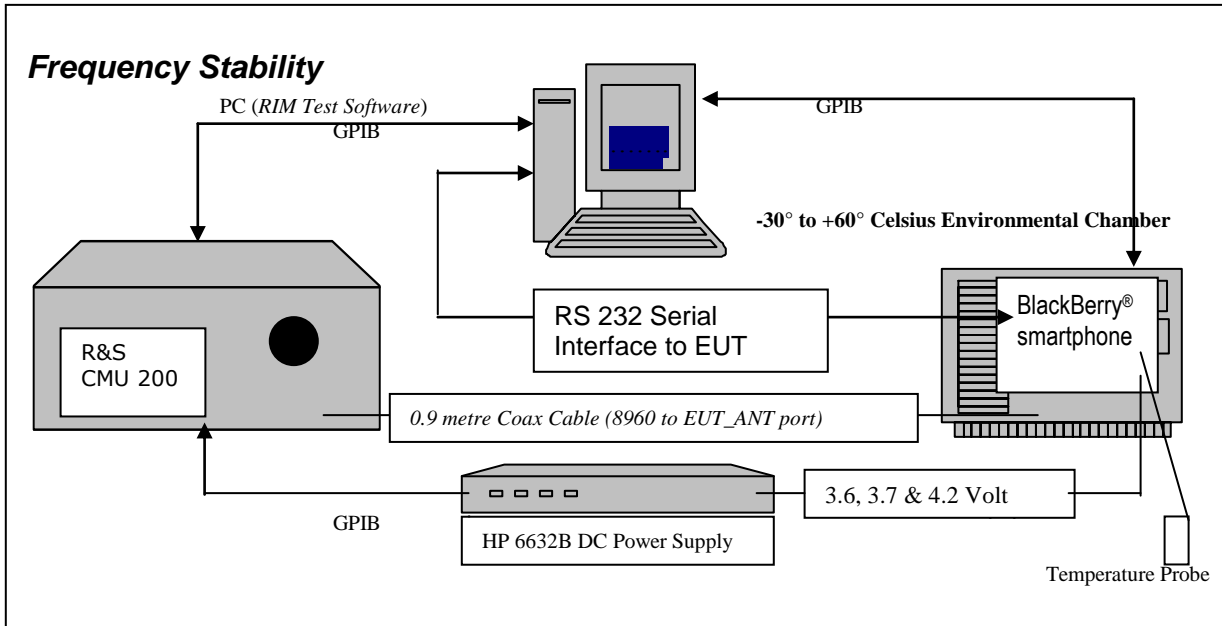 Frequency Stability
PC (RIM Test Software)
GPIB
GPIB
-30° to +60° Celsius Environmental Chamber
RS 232 Serial
Interface to EUT
BlackBerry®
smartphone
R&S
CMU 200
0.9 metre Coax Cable (8960 to EUT_ANT port)
3.6, 3.7 & 4.2 Volt
GPIB
HP 6632B DC Power Supply
Temperature Probe